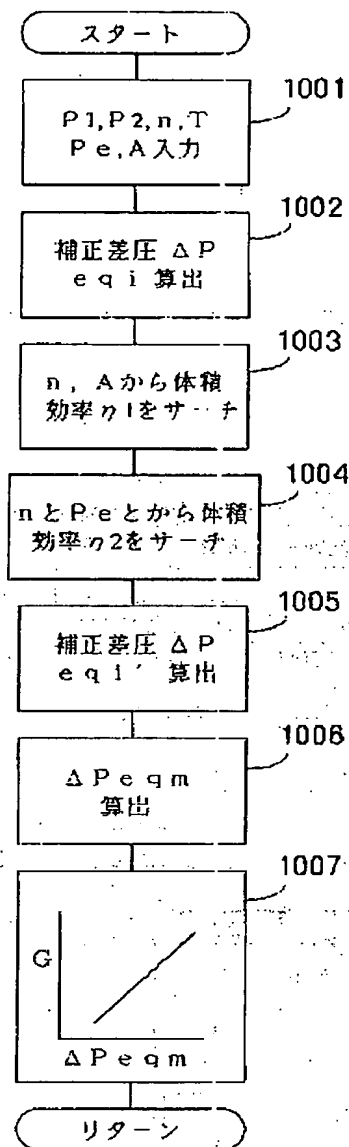 スタート
1001
P1,P2,n,T
Pe,A入力
1002
補正差圧 ΔP
eqi 算出
1003
n, Aから体積
効率η1をサーチ
1004
nとPeとから体積
効率η2をサーチ
1005
補正差圧 ΔP
eqi' 算出
1006
ΔPeqm
算出
1007
G
ΔPeqm
リターン